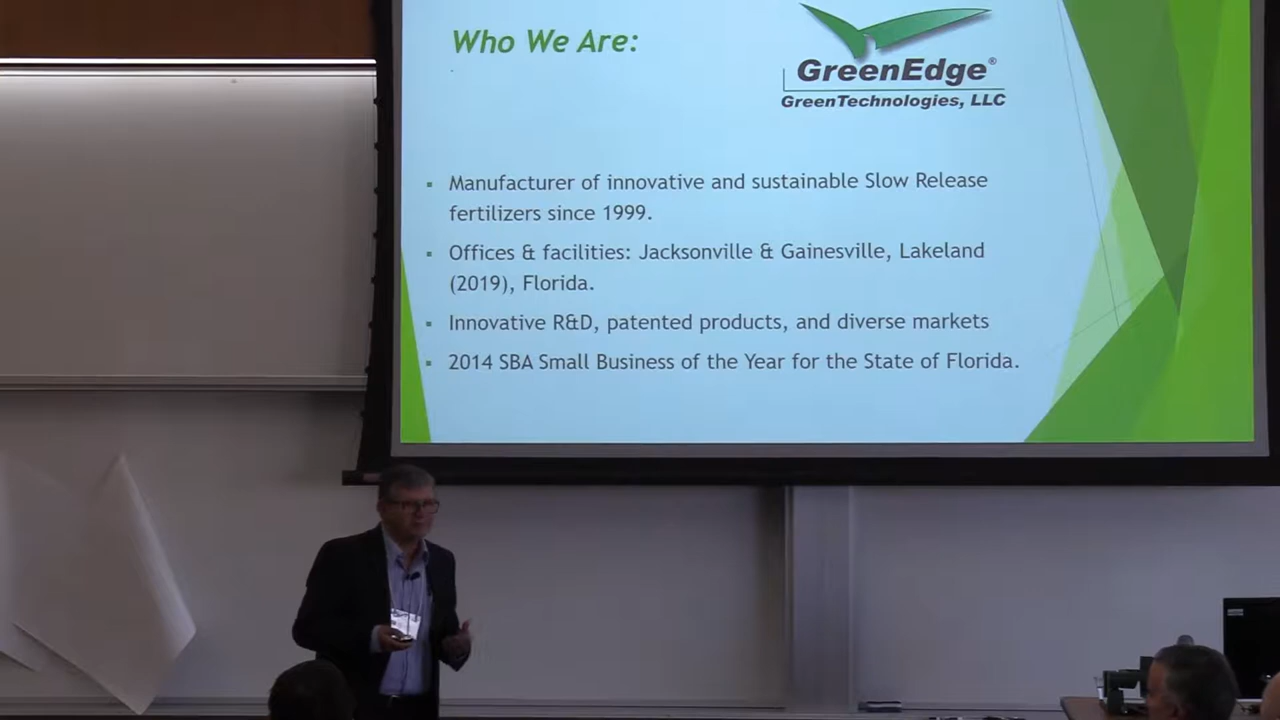 Who We Are:
GreenEdge®
GreenTechnologies, LLC
▪ Manufacturer of innovative and sustainable Slow Release
fertilizers since 1999.
▪ Offices & facilities: Jacksonville & Gainesville, Lakeland
(2019), Florida.
▪ Innovative R&D, patented products, and diverse markets
▪ 2014 SBA Small Business of the Year for the State of Florida.